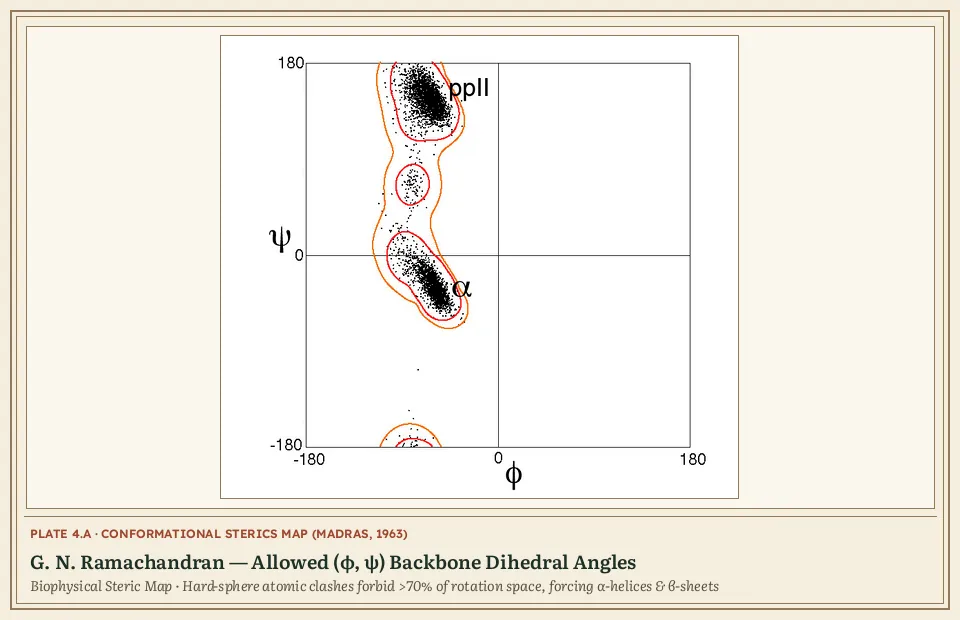 180
ppII
ψ
0
α
-180
-180
0
180
ϕ
PLATE 4.A · CONFORMATIONAL STERICS MAP (MADRAS, 1963)
G. N. Ramachandran — Allowed (ϕ, ψ) Backbone Dihedral Angles
Biophysical Steric Map · Hard-sphere atomic clashes forbid >70% of rotation space, forcing α-helices & β-sheets